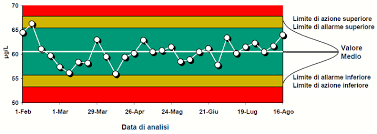 70
65
60
55
50
µg/L
1-Feb
1-Mar
29-Mar
26-Apr
24-Mag
21-Giu
19-Lug
16-Ago
Data di analisi
Limite di azione superiore
Limite di allarme superiore
Valore
Medio
Limite di allarme inferiore
Limite di azione inferiore